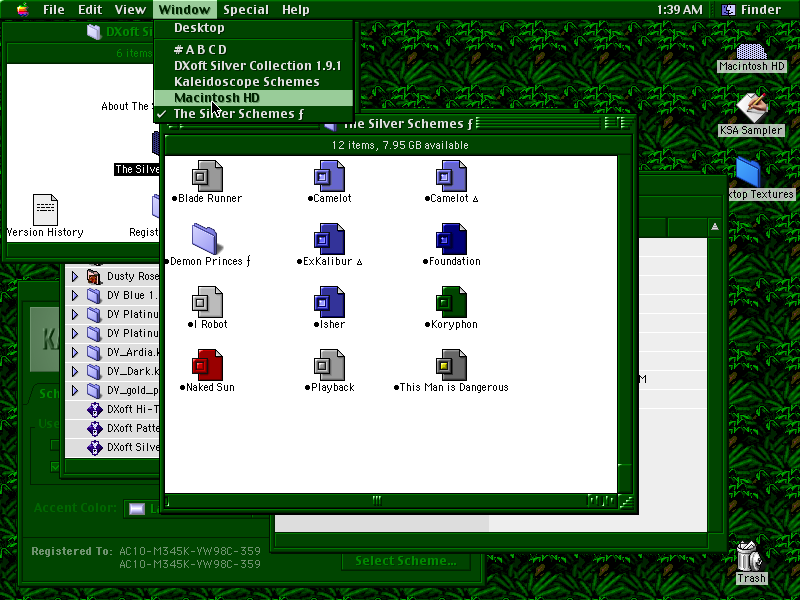 File Edit View Window Special Help 1:39 AM Finder
Desktop
# A B C D
DXoft Silver Collection 1.9.1
Kaleidoscope Schemes
Macintosh HD
✓ The Silver Schemes ƒ
DXoft Si
6 items
About The S
The Silve
Version History
Regist
Macintosh HD
KSA Sampler
ktop Textures
Trash
The Silver Schemes ƒ
12 items, 7.95 GB available
•Blade Runner •Camelot •Camelot ▵
•Demon Princes ƒ •ExKalibur ▵ •Foundation
•I Robot •Isher •Koryphon
•Naked Sun •Playback •This Man is Dangerous
Dusty Rose
DV Blue 1.
DV Platinu
DV Platinu
DV_Ardia.k
DV_Dark.k
DV_gold_p
DXoft Hi-T
DXoft Patte
DXoft Silve
M
Accent Color:
Registered To: AC10-M345K-YW98C-359
AC10-M345K-YW98C-359
Select Scheme...